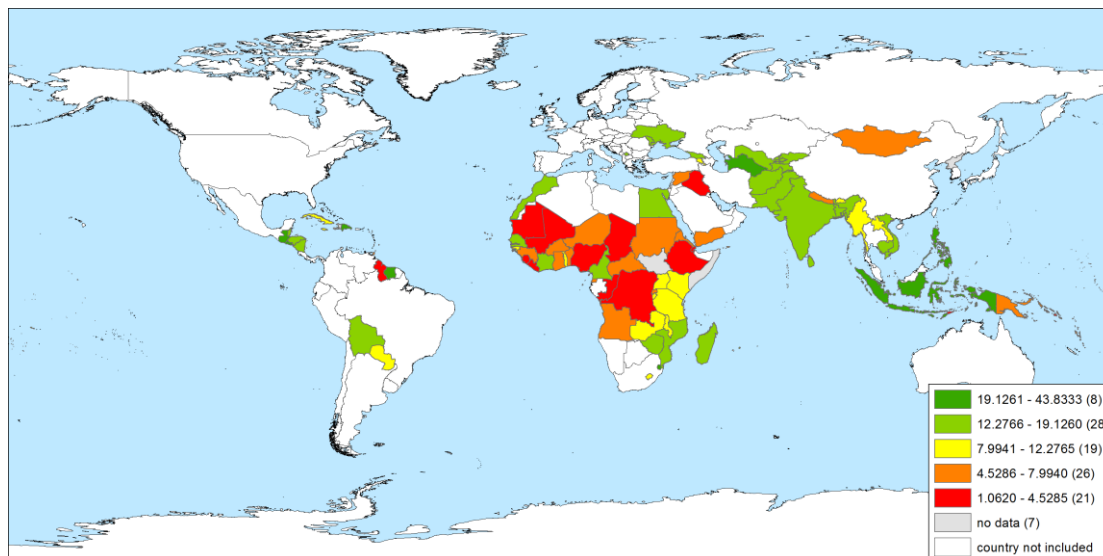 19.1261 - 43.8333 (8)
12.2766 - 19.1260 (28
7.9941 - 12.2765 (19)
4.5286 - 7.9940 (26)
1.0620 - 4.5285 (21)
no data (7)
country not included